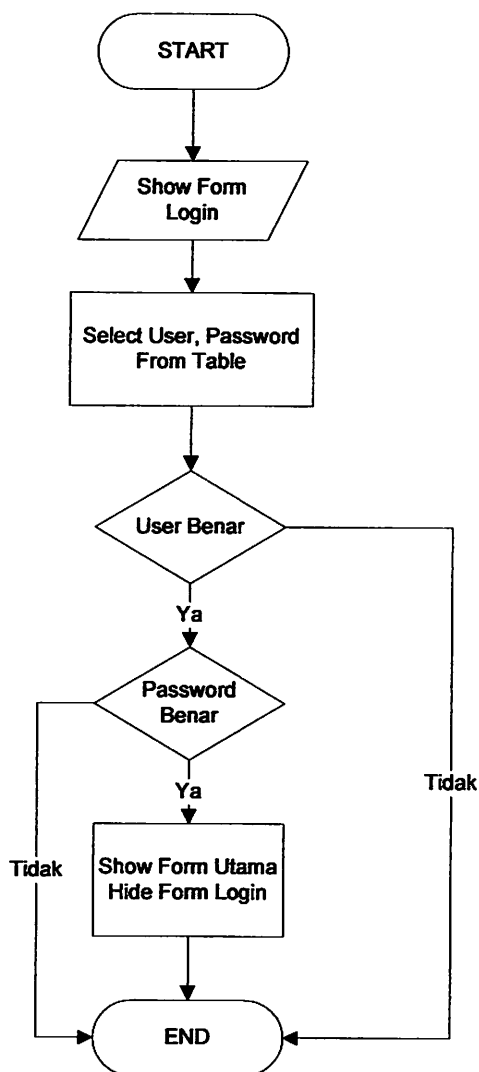 START
Show Form
Login
Select User, Password
From Table
User Benar
Ya
Password
Benar
Ya
Tidak
Tidak
Show Form Utama
Hide Form Login
END